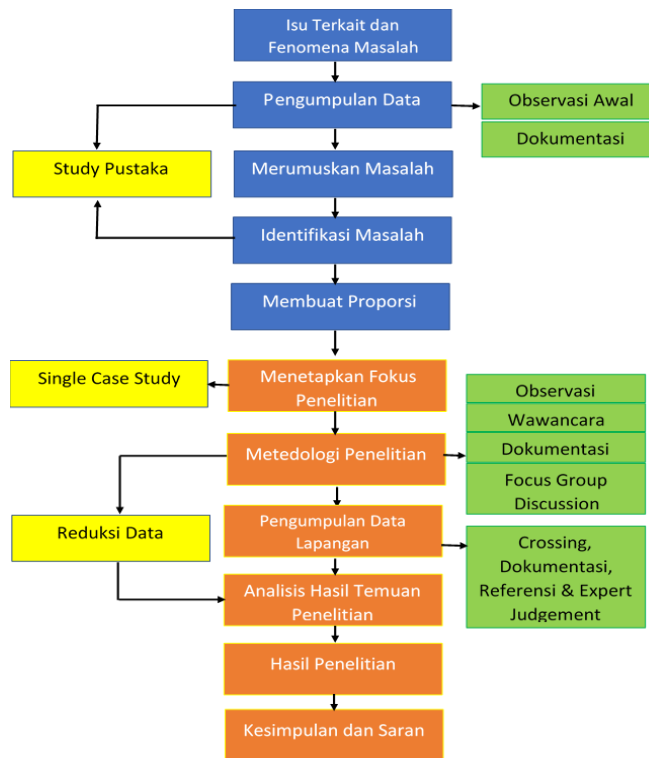 Isu Terkait dan
Fenomena Masalah
Pengumpulan Data
Observasi Awal
Dokumentasi
Study Pustaka
Merumuskan Masalah
Identifikasi Masalah
Membuat Proporsi
Single Case Study
Menetapkan Fokus
Penelitian
Observasi
Wawancara
Metedologi Penelitian
Dokumentasi
Focus Group
Discussion
Reduksi Data
Pengumpulan Data
Lapangan
Crossing,
Dokumentasi,
Referensi & Expert
Judgement
Analisis Hasil Temuan
Penelitian
Hasil Penelitian
Kesimpulan dan Saran